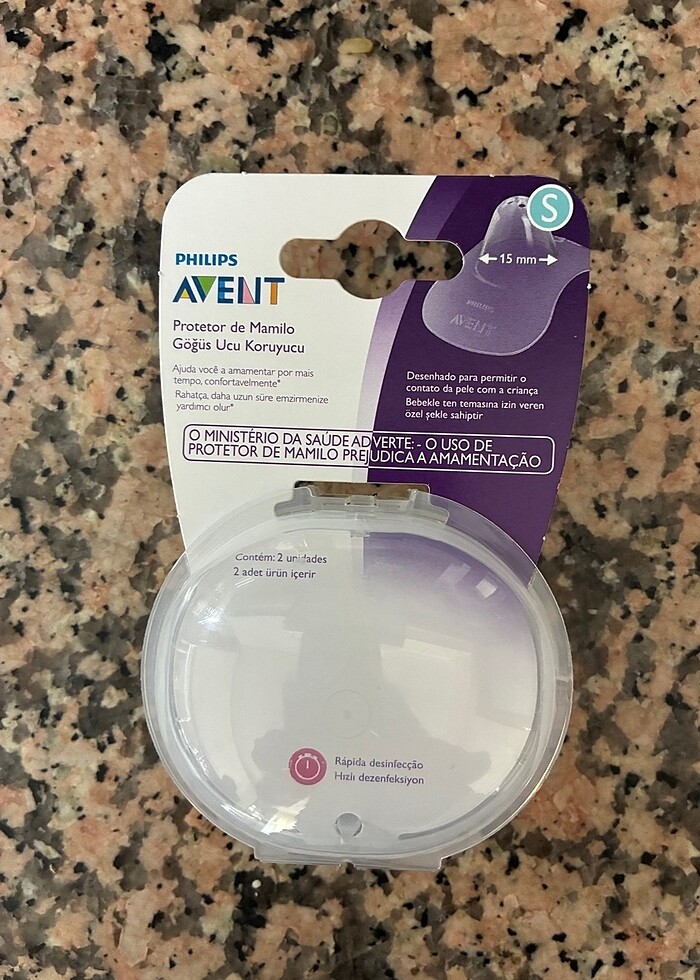 S
15 mm
PHILIPS
AVENT
PHILIPS
AVENT
Protetor de Mamilo
Göğüs Ucu Koruyucu
Ajuda você a amamentar por mais
tempo, confortavelmente*
Rahatça, daha uzun süre emzirmenize
yardımcı olur*
Desenhado para permitir o
contato da pele com a criança
Bebekle ten temasına izin veren
özel şekle sahiptir
O MINISTÉRIO DA SAÚDE ADVERTE: - O USO DE
PROTETOR DE MAMILO PREJUDICA A AMAMENTAÇÃO
Contém: 2 unidades
2 adet ürün içerir
Rápida desinfecção
Hızlı dezenfeksiyon